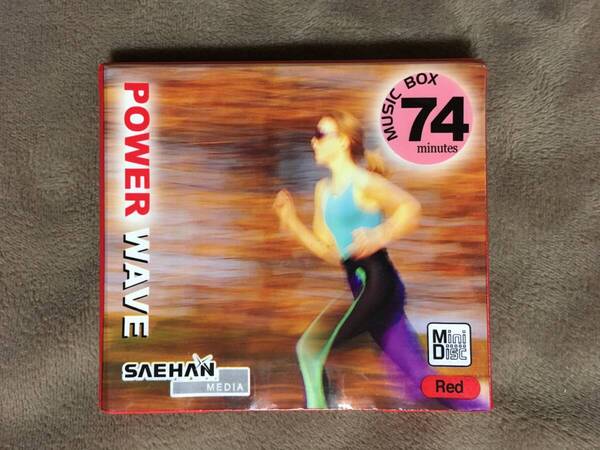 MUSIC BOX
74
minutes
POWER WAVE
SAEHAN
MEDIA
Mini
Disc
Red